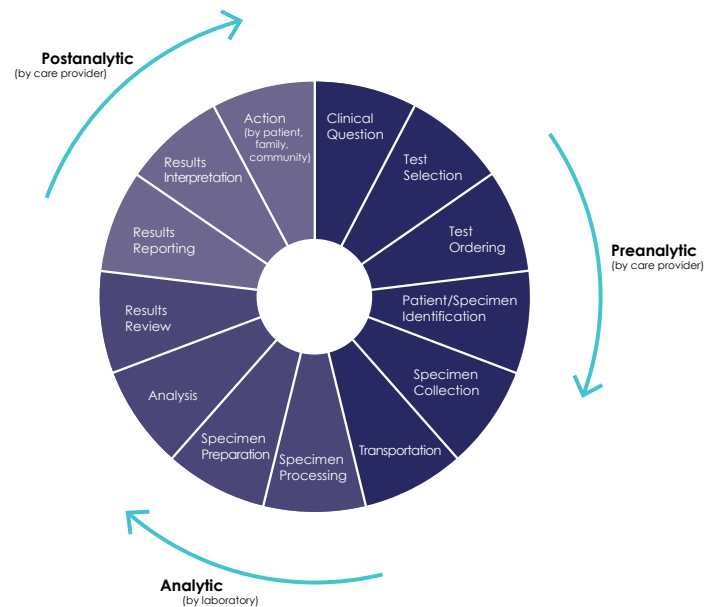 Postanalytic
(by care provider)
Action
(by patient,
family,
community)
Clinical
Question
Test
Selection
Test
Ordering
Patient/Specimen
Identification
Specimen
Collection
Transportation
Specimen
Processing
Specimen
Preparation
Analysis
Results
Review
Results
Reporting
Results
Interpretation
Preanalytic
(by care provider)
Analytic
(by laboratory)